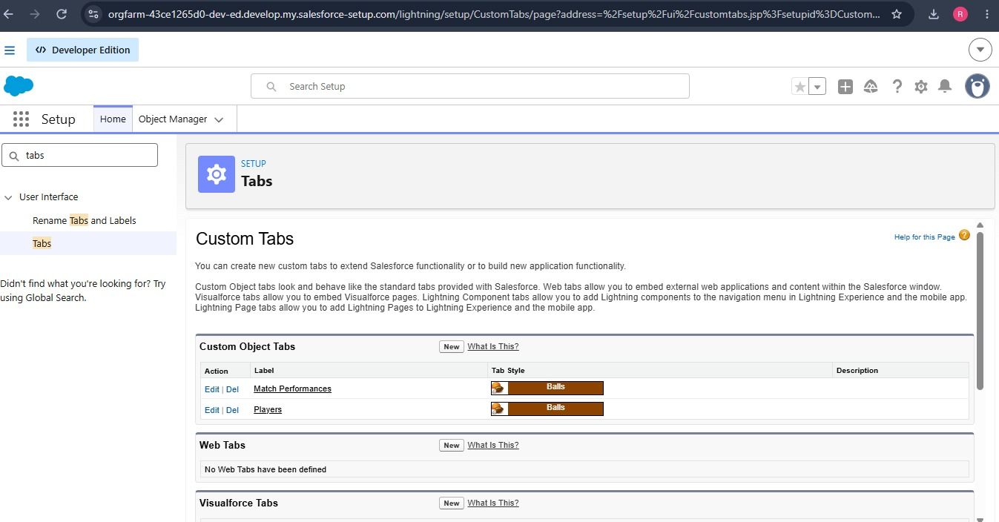 orgfarm-43ce1265d0-dev-ed.develop.my.salesforce-setup.com/lightning/setup/CustomTabs/page?address=%2Fsetup%2Fui%2Fcustomtabs.jsp%3Fsetupid%3DCustom...
R
Developer Edition
Search Setup
Setup
Home
Object Manager
tabs
SETUP
Tabs
User Interface
Rename Tabs and Labels
Tabs
Didn't find what you're looking for? Try
using Global Search.
Custom Tabs
Help for this Page
You can create new custom tabs to extend Salesforce functionality or to build new application functionality.
Custom Object tabs look and behave like the standard tabs provided with Salesforce. Web tabs allow you to embed external web applications and content within the Salesforce window.
Visualforce tabs allow you to embed Visualforce pages. Lightning Component tabs allow you to add Lightning components to the navigation menu in Lightning Experience and the mobile app.
Lightning Page tabs allow you to add Lightning Pages to Lightning Experience and the mobile app.
Custom Object Tabs New What Is This?
Action Label Tab Style Description
Edit | Del Match Performances Balls
Edit | Del Players Balls
Web Tabs New What Is This?
No Web Tabs have been defined
Visualforce Tabs New What Is This?